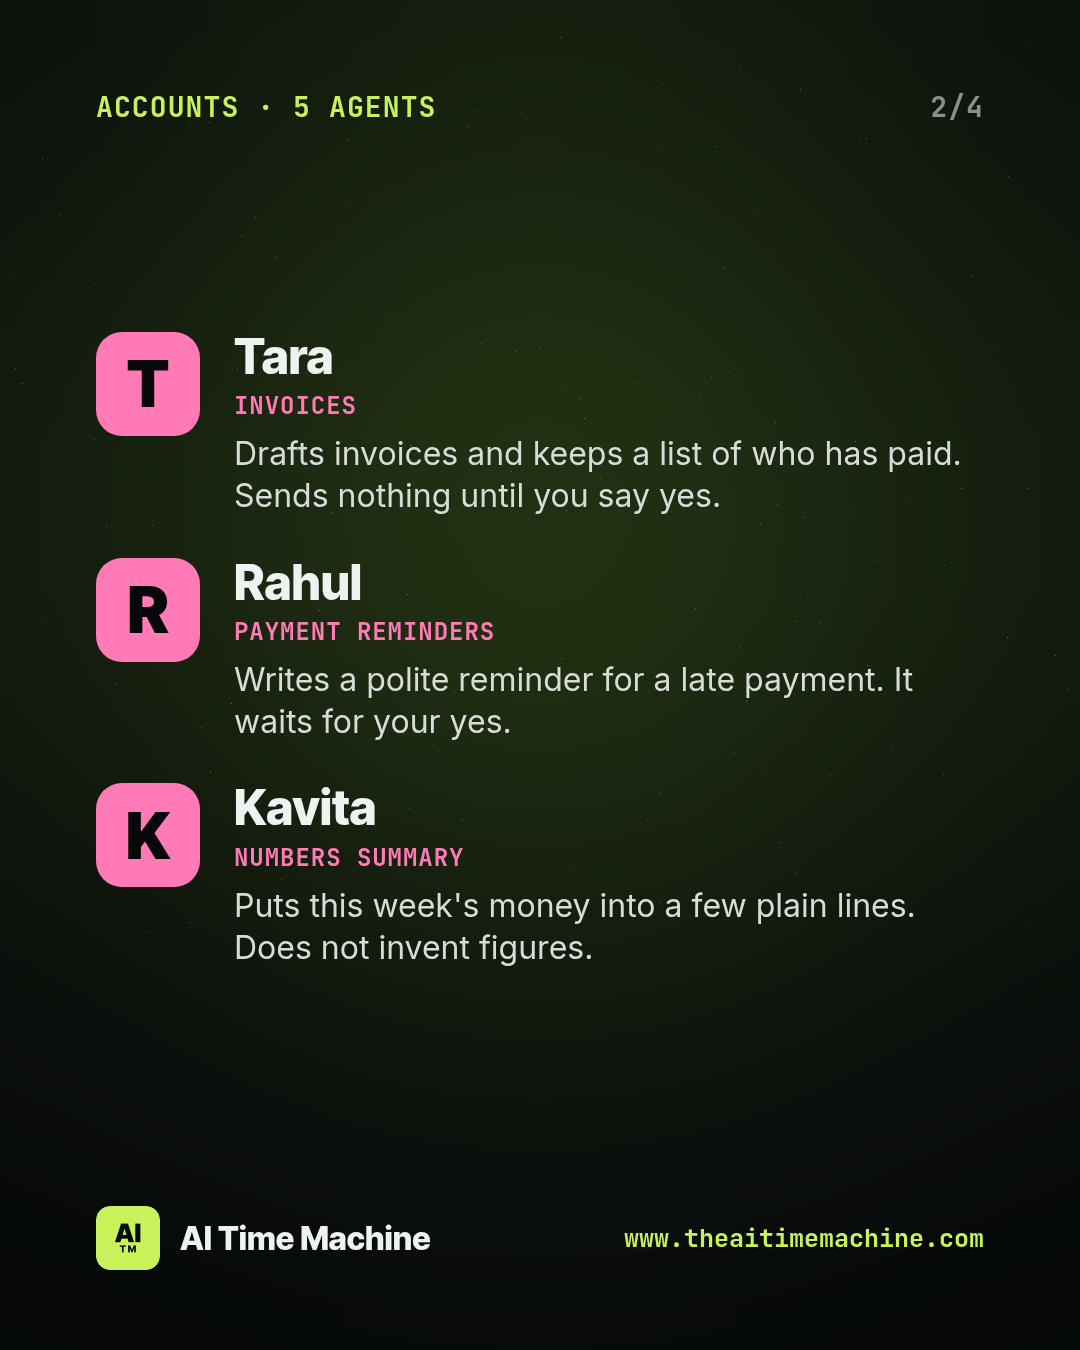 ACCOUNTS · 5 AGENTS
2/4
T
Tara
INVOICES
Drafts invoices and keeps a list of who has paid.
Sends nothing until you say yes.
R
Rahul
PAYMENT REMINDERS
Writes a polite reminder for a late payment. It
waits for your yes.
K
Kavita
NUMBERS SUMMARY
Puts this week's money into a few plain lines.
Does not invent figures.
AI
TM
AI Time Machine
www.theaitimemachine.com